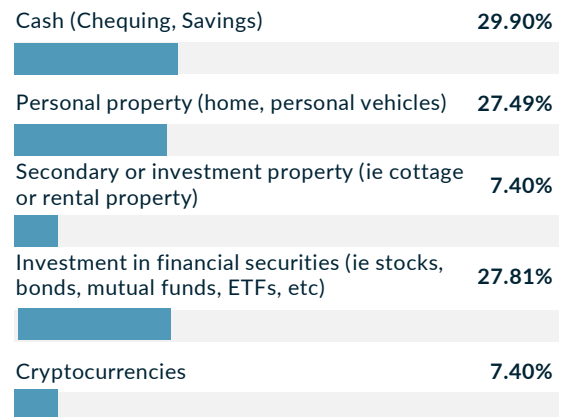 Cash (Chequing, Savings) 29.90%
Personal property (home, personal vehicles) 27.49%
Secondary or investment property (ie cottage
or rental property) 7.40%
Investment in financial securities (ie stocks,
bonds, mutual funds, ETFs, etc) 27.81%
Cryptocurrencies 7.40%